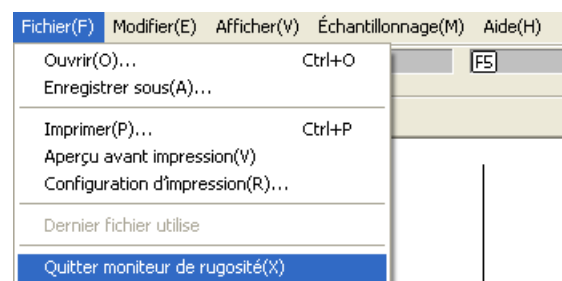 Fichier(F) Modifier(E) Afficher(V) Échantillonnage(M) Aide(H)
Ouvrir(O)... Ctrl+O
F5
Enregistrer sous(A)...
Imprimer(P)... Ctrl+P
Aperçu avant impression(V)
Configuration d'impression(R)...
Dernier fichier utilise
Quitter moniteur de rugosité(X)